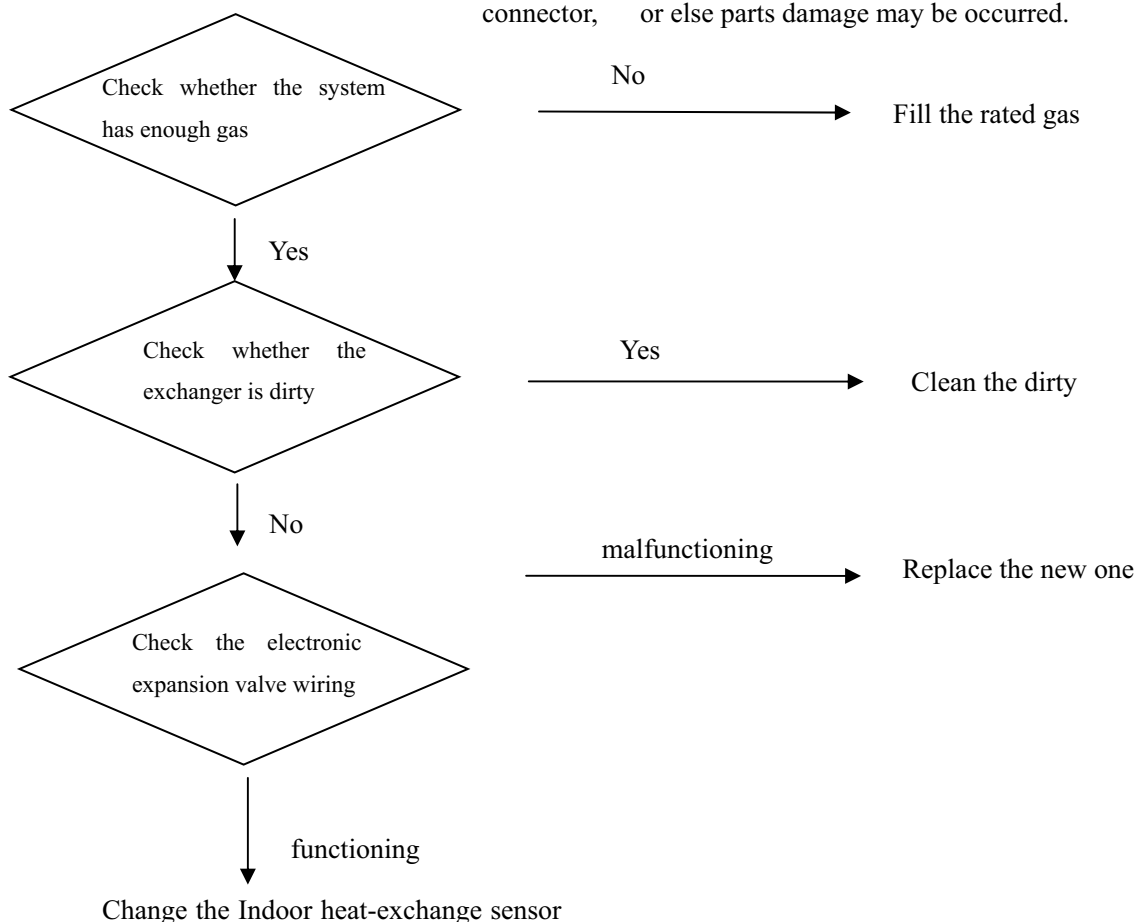 connector, or else parts damage may be occurred.
Check whether the system
has enough gas
No
Fill the rated gas
Yes
Check whether the
exchanger is dirty
Yes
Clean the dirty
No
malfunctioning
Replace the new one
Check the electronic
expansion valve wiring
functioning
Change the Indoor heat-exchange sensor